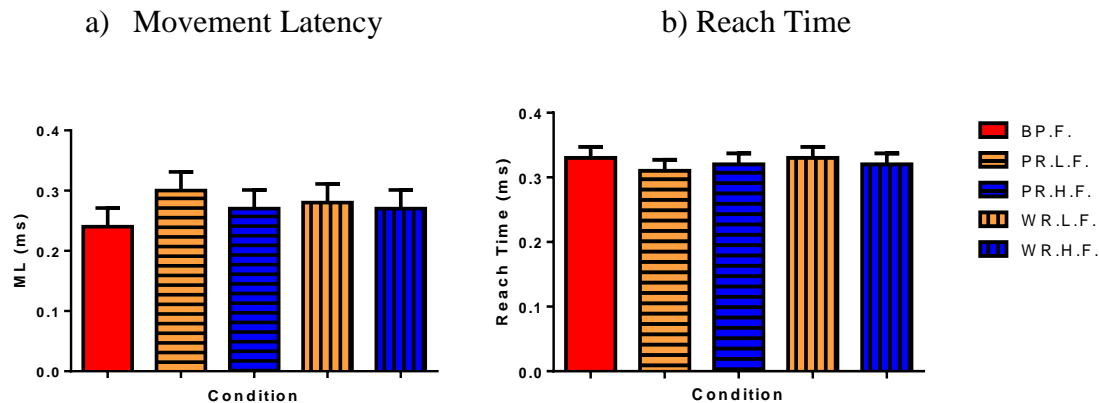 a) Movement Latency
ML (ms)
0.4
0.3
0.2
0.1
0.0
Condition
b) Reach Time
Reach Time (ms)
0.4
0.3
0.2
0.1
0.0
Condition
BP.F.
PR.L.F.
PR.H.F.
WR.L.F.
WR.H.F.